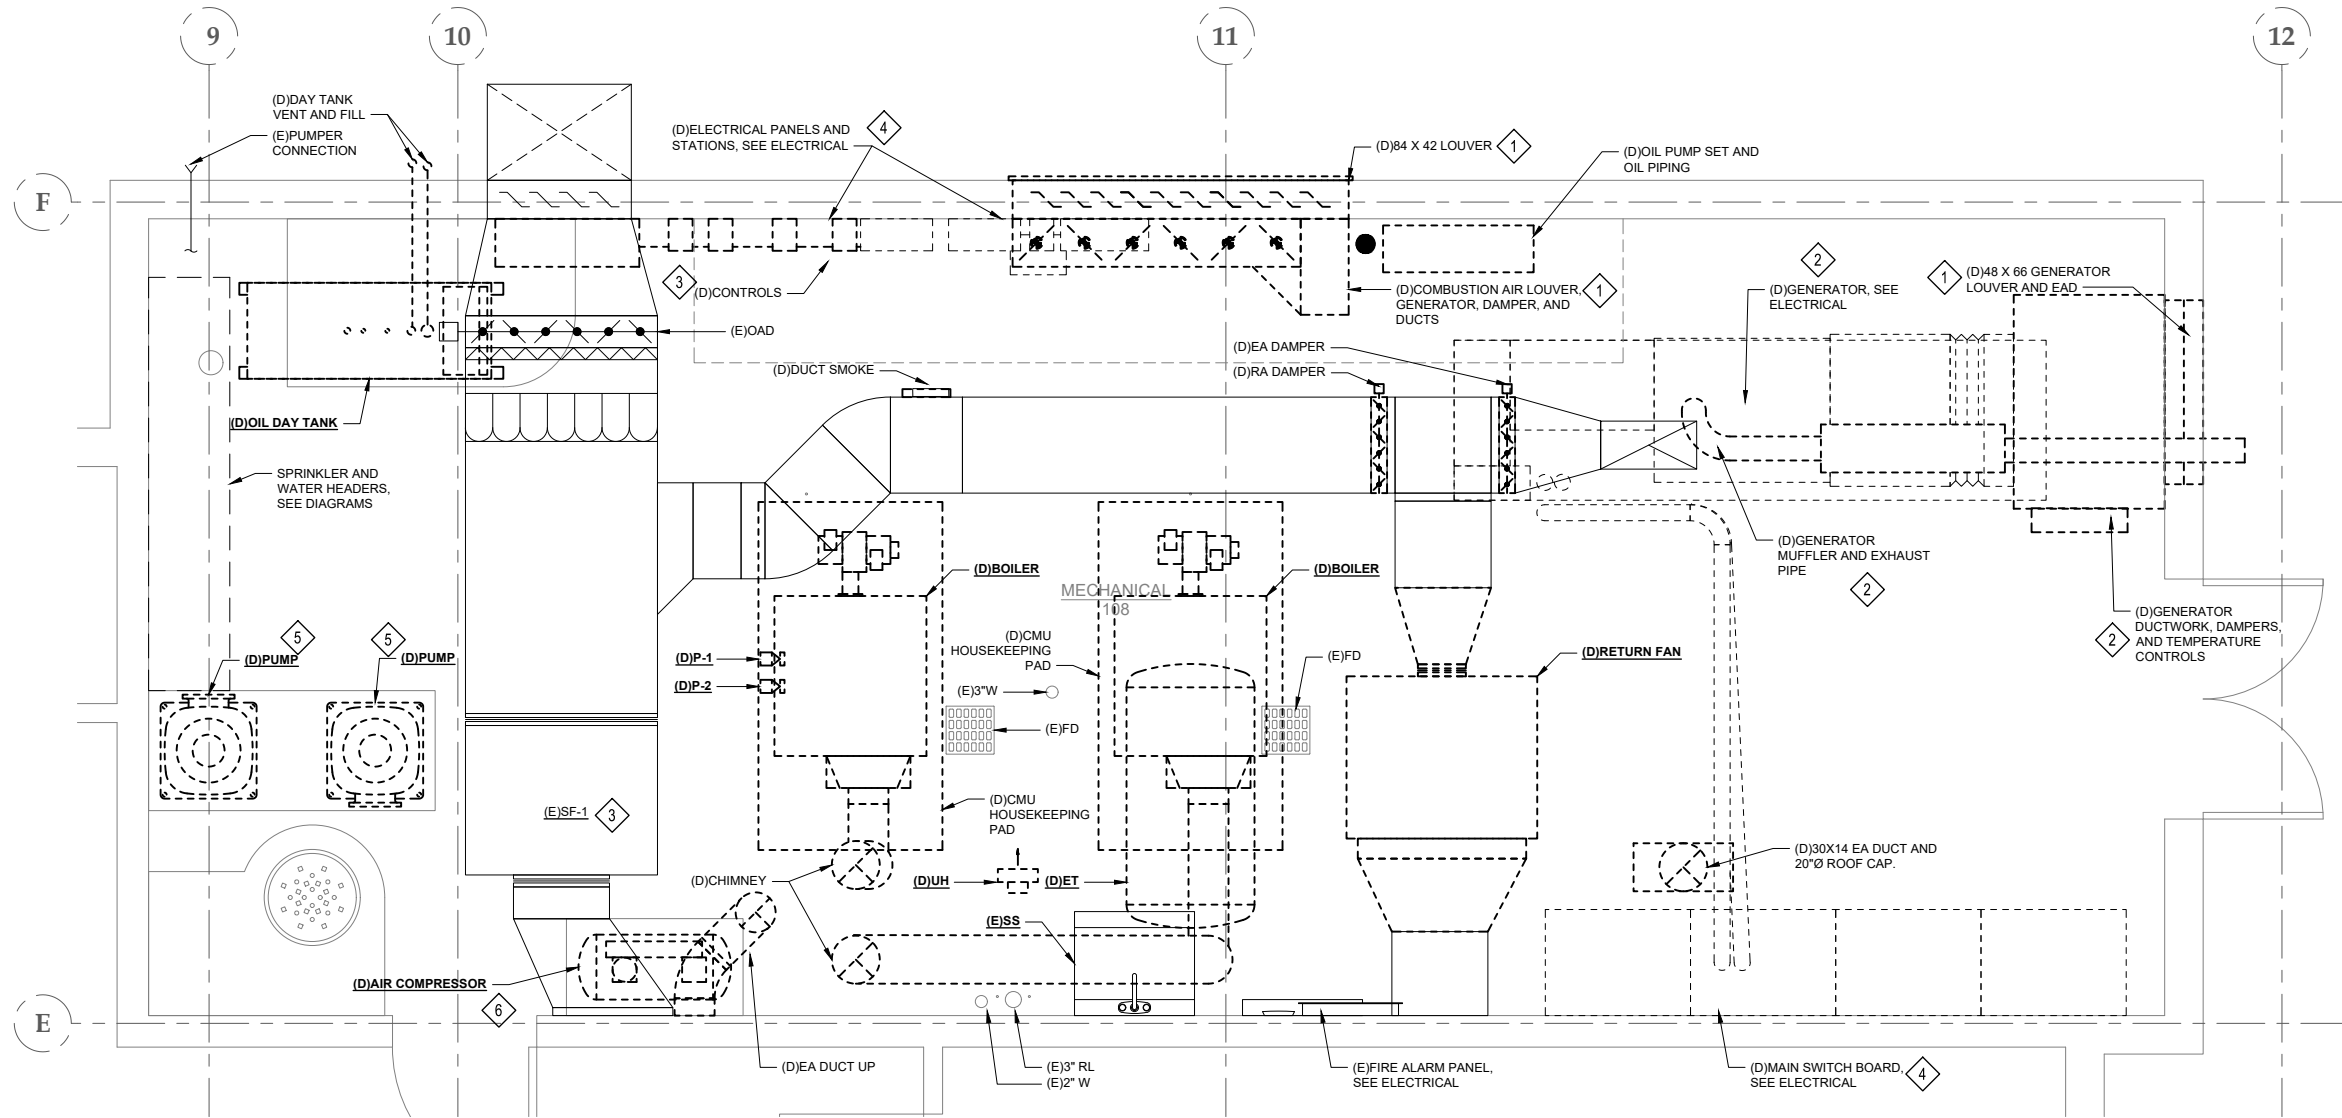 9
10
11
12
F
E
(D)DAY TANK
VENT AND FILL
(E)PUMPER
CONNECTION
(D)ELECTRICAL PANELS AND
STATIONS, SEE ELECTRICAL
4
(D)84 X 42 LOUVER
1
(D)OIL PUMP SET AND
OIL PIPING
3
(D)CONTROLS
(D)COMBUSTION AIR LOUVER,
GENERATOR, DAMPER, AND
DUCTS
1
2
(D)GENERATOR, SEE
ELECTRICAL
1
(D)48 X 66 GENERATOR
LOUVER AND EAD
(E)OAD
(D)EA DAMPER
(D)RA DAMPER
(D)DUCT SMOKE
(D)OIL DAY TANK
SPRINKLER AND
WATER HEADERS,
SEE DIAGRAMS
(D)GENERATOR
MUFFLER AND EXHAUST
PIPE
2
(D)BOILER
(D)BOILER
MECHANICAL
108
(D)GENERATOR
DUCTWORK, DAMPERS,
AND TEMPERATURE
CONTROLS
2
5
(D)PUMP
5
(D)PUMP
(D)P-1
(D)P-2
(D)CMU
HOUSEKEEPING
PAD
(E)3"W
(E)FD
(E)FD
(D)RETURN FAN
(E)SF-1
3
(D)CMU
HOUSEKEEPING
PAD
(D)30X14 EA DUCT AND
20"Ø ROOF CAP.
(D)CHIMNEY
(D)UH
(D)ET
(E)SS
(D)AIR COMPRESSOR
6
(D)EA DUCT UP
(E)3" RL
(E)2" W
(E)FIRE ALARM PANEL,
SEE ELECTRICAL
(D)MAIN SWITCH BOARD,
SEE ELECTRICAL
4